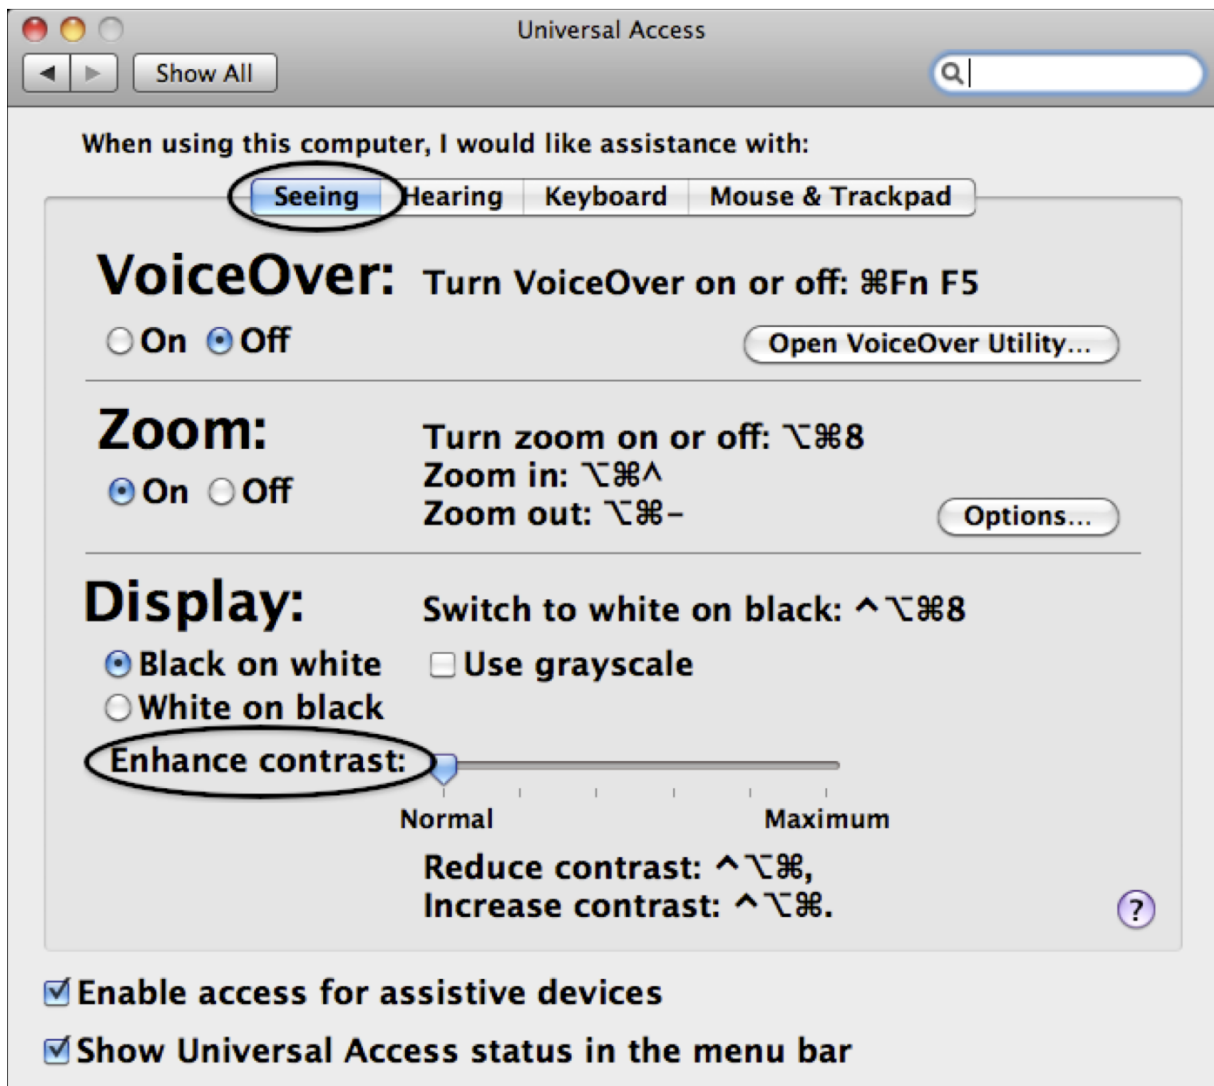 Universal Access
Show All
When using this computer, I would like assistance with:
Seeing Hearing Keyboard Mouse & Trackpad
VoiceOver: Turn VoiceOver on or off: ⌘Fn F5
On Off Open VoiceOver Utility...
Zoom: Turn zoom on or off: ⌥⌘8
On Off Zoom in: ⌥⌘^
Zoom out: ⌥⌘-
Options...
Display: Switch to white on black: ^⌥⌘8
Black on white Use grayscale
White on black
Enhance contrast:
Normal Maximum
Reduce contrast: ^⌥⌘,
Increase contrast: ^⌥⌘.
?
Enable access for assistive devices
Show Universal Access status in the menu bar